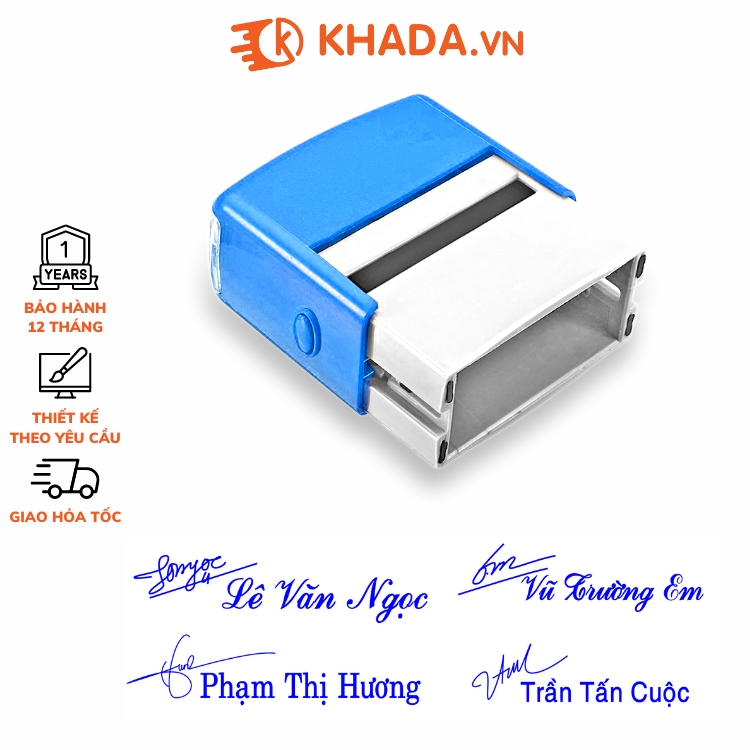 KHADA.vn
1
YEARS
BẢO HÀNH
12 THÁNG
THIẾT KẾ
THEO YÊU CẦU
GIAO HỎA TỐC
Lê Văn Ngọc
Vũ Trường Em
Phạm Thị Hương
Trần Tấn Cuộc